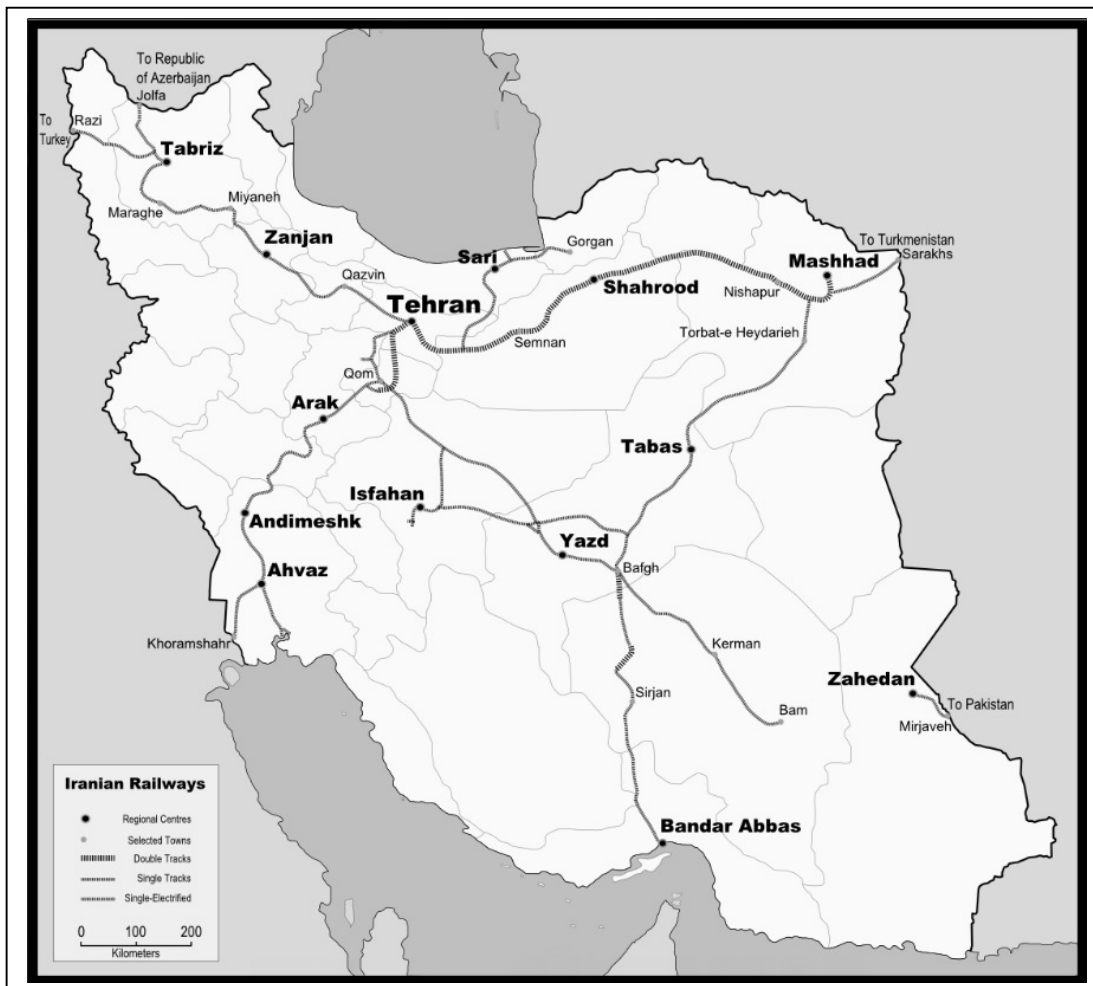 To Republic
of Azerbaijan
Jolfa
To
Turkey
Razi
Tabriz
Maraghe
Miyaneh
Zanjan
Qazvin
Sari
Gorgan
Tehran
Shahrood
Semnan
Nishapur
Mashhad
To Turkmenistan
Sarakhs
Torbat-e Heydarieh
Qom
Arak
Tabas
Isfahan
Andimeshk
Yazd
Ahvaz
Bafgh
Khoramshahr
Kerman
Sirjan
Bam
Zahedan
To Pakistan
Mirjaveh
Bandar Abbas
Iranian Railways
Regional Centres
Selected Towns
Double Tracks
Single Tracks
Single-Electrified
0 100 200
Kilometers